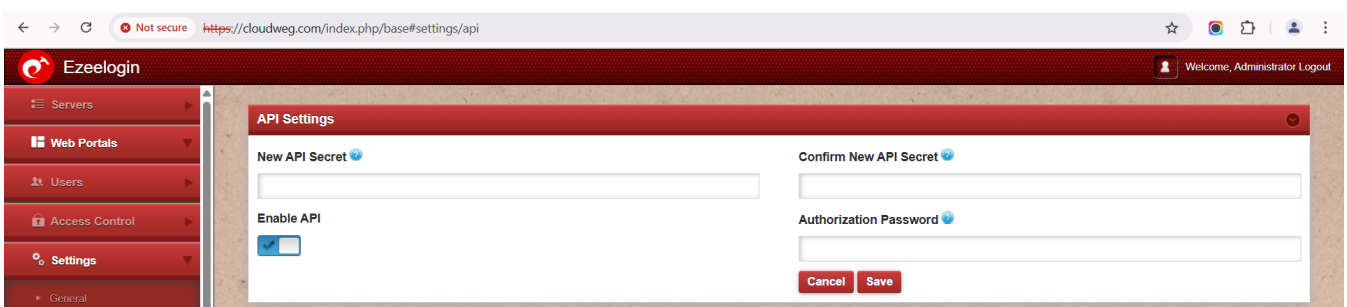 Not secure https://cloudweg.com/index.php/base#settings/api
Ezeelogin
Welcome, Administrator Logout
Servers
Web Portals
Users
Access Control
Settings
General
API Settings
New API Secret
Confirm New API Secret
Enable API
Authorization Password
Cancel Save